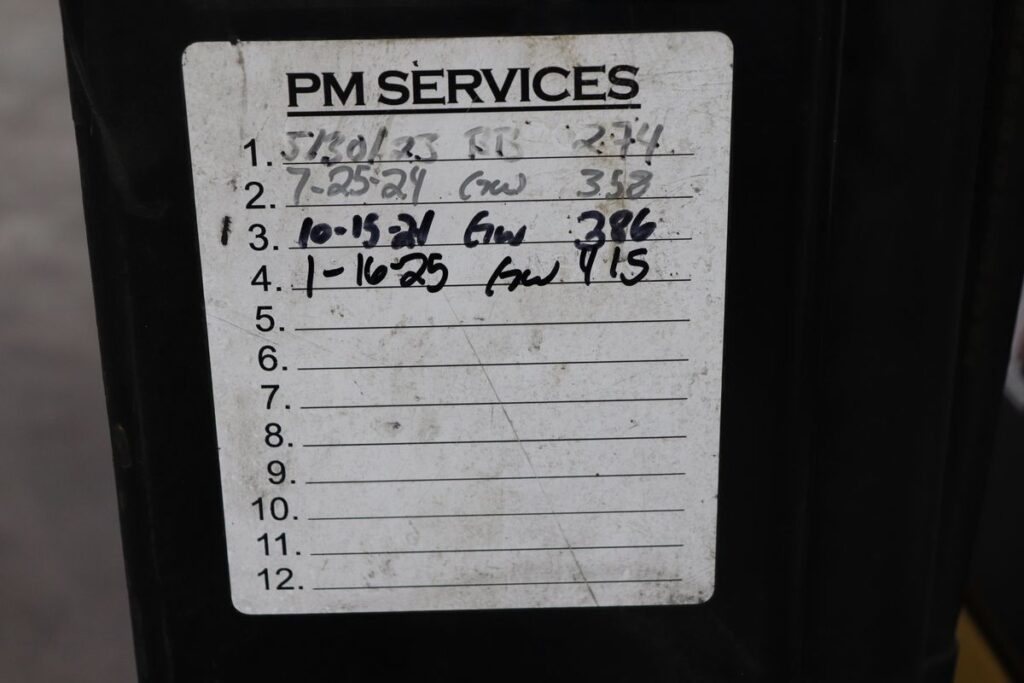 PM SERVICES
1. 5/30/23 274
2. 7-25-24 GW 358
3. 10-15-24 GW 386
4. 1-16-25 GW 415
5.
6.
7.
8.
9.
10.
11.
12.